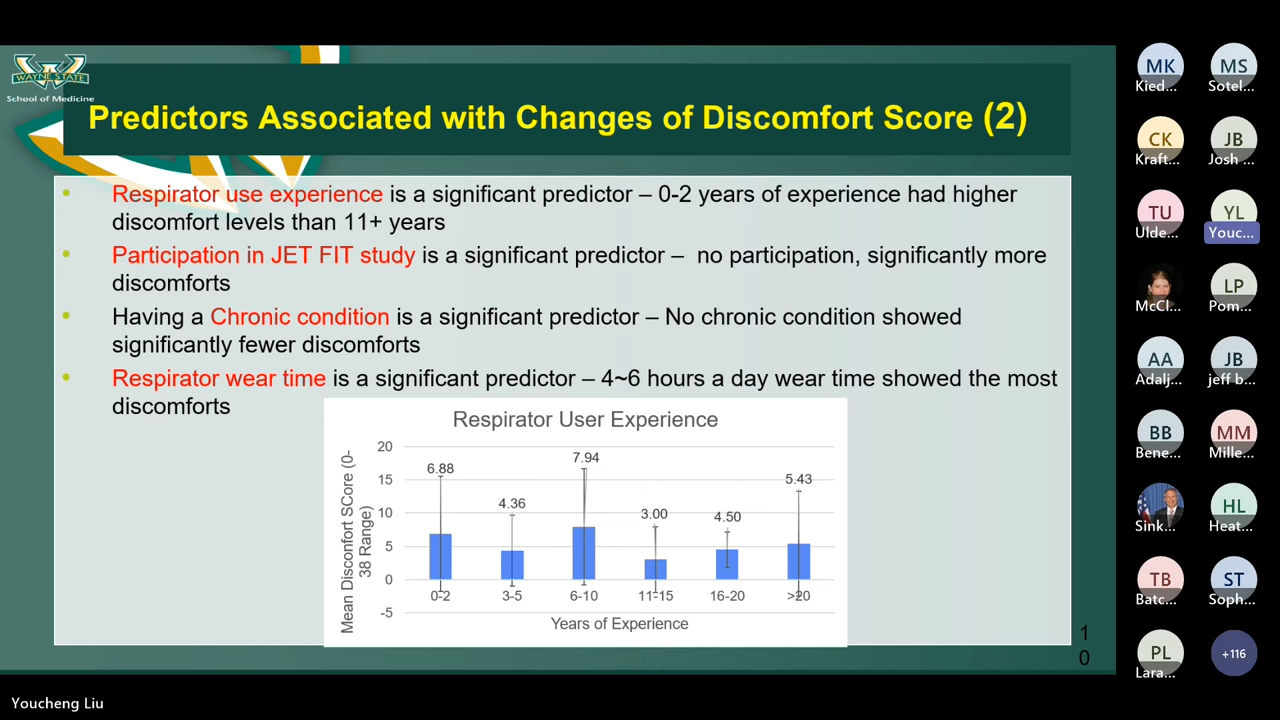 WAYNE STATE
School of Medicine
Predictors Associated with Changes of Discomfort Score (2)
• Respirator use experience is a significant predictor – 0-2 years of experience had higher
discomfort levels than 11+ years
• Participation in JET FIT study is a significant predictor – no participation, significantly more
discomforts
• Having a Chronic condition is a significant predictor – No chronic condition showed
significantly fewer discomforts
• Respirator wear time is a significant predictor – 4~6 hours a day wear time showed the most
discomforts
Respirator User Experience
Mean Disconfort SCore (0-
38 Range)
20
15
10
5
0
-5
6.88
4.36
7.94
3.00
4.50
5.43
0-2
3-5
6-10
11-15
16-20
>20
Years of Experience
1
0
MK
Kied...
MS
Sotel...
CK
Kraft...
JB
Josh ...
TU
Ulde...
YL
Youc...
McCl...
LP
Pom...
AA
Adalj...
JB
jeff b...
BB
Bene...
MM
Mille...
Sink...
HL
Heat...
TB
Batc...
ST
Soph...
PL
Lara...
+116
Youcheng Liu